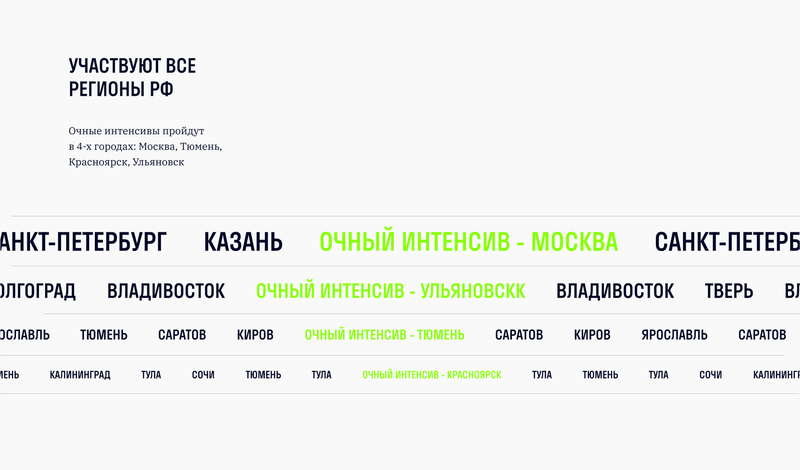 УЧАСТВУЮТ ВСЕ
РЕГИОНЫ РФ
Очные интенсивы пройдут
в 4-х городах: Москва, Тюмень,
Красноярск, Ульяновск
АНКТ-ПЕТЕРБУРГ КАЗАНЬ ОЧНЫЙ ИНТЕНСИВ - МОСКВА САНКТ-ПЕТЕРБ
ОЛГОГРАД ВЛАДИВОСТОК ОЧНЫЙ ИНТЕНСИВ - УЛЬЯНОВСКК ВЛАДИВОСТОК ТВЕРЬ ВЛ
ОСЛАВЛЬ ТЮМЕНЬ САРАТОВ КИРОВ ОЧНЫЙ ИНТЕНСИВ - ТЮМЕНЬ САРАТОВ КИРОВ ЯРОСЛАВЛЬ САРАТОВ
МЕНЬ КАЛИНИНГРАД ТУЛА СОЧИ ТЮМЕНЬ ТУЛА ОЧНЫЙ ИНТЕНСИВ - КРАСНОЯРСК ТУЛА ТЮМЕНЬ ТУЛА СОЧИ КАЛИНИНГР